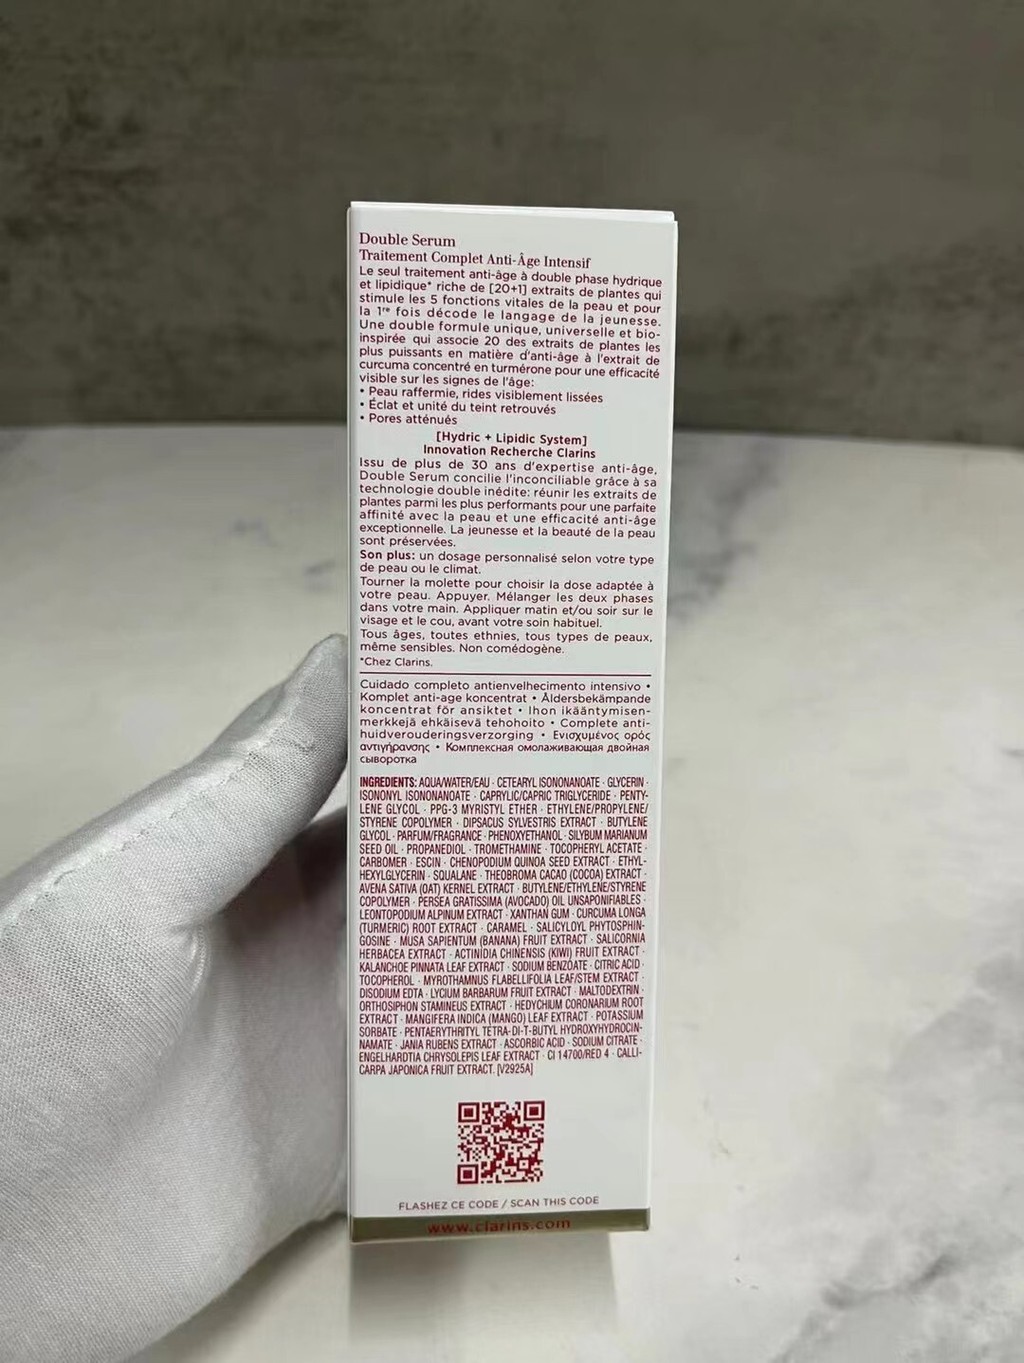 Double Serum
Traitement Complet Anti-Âge Intensif
Le seul traitement anti-âge à double phase hydrique
et lipidique* riche de [20+1] extraits de plantes qui
stimule les 5 fonctions vitales de la peau et pour
la 1re fois décode le langage de la jeunesse.
Une double formule unique, universelle et bio-
inspirée qui associe 20 des extraits de plantes les
plus puissants en matière d'anti-âge à l'extrait de
curcuma concentré en turmérone pour une efficacité
visible sur les signes de l'âge:
• Peau raffermie, rides visiblement lissées
• Éclat et unité du teint retrouvés
• Pores atténués
[Hydric + Lipidic System]
Innovation Recherche Clarins
Issu de plus de 30 ans d'expertise anti-âge,
Double Serum concilie l'inconciliable grâce à sa
technologie double inédite: réunir les extraits de
plantes parmi les plus performants pour une parfaite
affinité avec la peau et une efficacité anti-âge
exceptionnelle. La jeunesse et la beauté de la peau
sont préservées.
Son plus: un dosage personnalisé selon votre type
de peau ou le climat.
Tourner la molette pour choisir la dose adaptée à
votre peau. Appuyer. Mélanger les deux phases
dans votre main. Appliquer matin et/ou soir sur le
visage et le cou, avant votre soin habituel.
Tous âges, toutes ethnies, tous types de peaux,
même sensibles. Non comédogène.
*Chez Clarins.
Cuidado completo antienvelhecimento intensivo •
Komplet anti-age koncentrat • Åldersbekämpande
koncentrat för ansiktet • Ihon ikääntymisen-
merkkejä ehkäisevä tehohoito • Complete anti-
huidverouderingsverzorging • Ενισχυμένος ορός
αντιγήρανσης • Комплексная омолаживающая двойная
сыворотка
INGREDIENTS: AQUA/WATER/EAU · CETEARYL ISONONANOATE · GLYCERIN ·
ISONONYL ISONONANOATE · CAPRYLIC/CAPRIC TRIGLYCERIDE · PENTY-
LENE GLYCOL · PPG-3 MYRISTYL ETHER · ETHYLENE/PROPYLENE/
STYRENE COPOLYMER · DIPSACUS SYLVESTRIS EXTRACT · BUTYLENE
GLYCOL · PARFUM/FRAGRANCE · PHENOXYETHANOL · SILYBUM MARIANUM
SEED OIL · PROPANEDIOL · TROMETHAMINE · TOCOPHERYL ACETATE ·
CARBOMER · ESCIN · CHENOPODIUM QUINOA SEED EXTRACT · ETHYL-
HEXYLGLYCERIN · SQUALANE · THEOBROMA CACAO (COCOA) EXTRACT ·
AVENA SATIVA (OAT) KERNEL EXTRACT · BUTYLENE/ETHYLENE/STYRENE
COPOLYMER · PERSEA GRATISSIMA (AVOCADO) OIL UNSAPONIFIABLES ·
LEONTOPODIUM ALPINUM EXTRACT · XANTHAN GUM · CURCUMA LONGA
(TURMERIC) ROOT EXTRACT · CARAMEL · SALICYLOYL PHYTOSPHIN-
GOSINE · MUSA SAPIENTUM (BANANA) FRUIT EXTRACT · SALICORNIA
HERBACEA EXTRACT · ACTINIDIA CHINENSIS (KIWI) FRUIT EXTRACT ·
KALANCHOE PINNATA LEAF EXTRACT · SODIUM BENZOATE · CITRIC ACID ·
TOCOPHEROL · MYROTHAMNUS FLABELLIFOLIA LEAF/STEM EXTRACT ·
DISODIUM EDTA · LYCIUM BARBARUM FRUIT EXTRACT · MALTODEXTRIN ·
ORTHOSIPHON STAMINEUS EXTRACT · HEDYCHIUM CORONARIUM ROOT
EXTRACT · MANGIFERA INDICA (MANGO) LEAF EXTRACT · POTASSIUM
SORBATE · PENTAERYTHRITYL TETRA-DI-T-BUTYL HYDROXYHYDROCIN-
NAMATE · JANIA RUBENS EXTRACT · ASCORBIC ACID · SODIUM CITRATE ·
ENGELHARDTIA CHRYSOLEPIS LEAF EXTRACT · CI 14700/RED 4 · CALLI-
CARPA JAPONICA FRUIT EXTRACT. [V2925A]
FLASHEZ CE CODE / SCAN THIS CODE
www.clarins.com